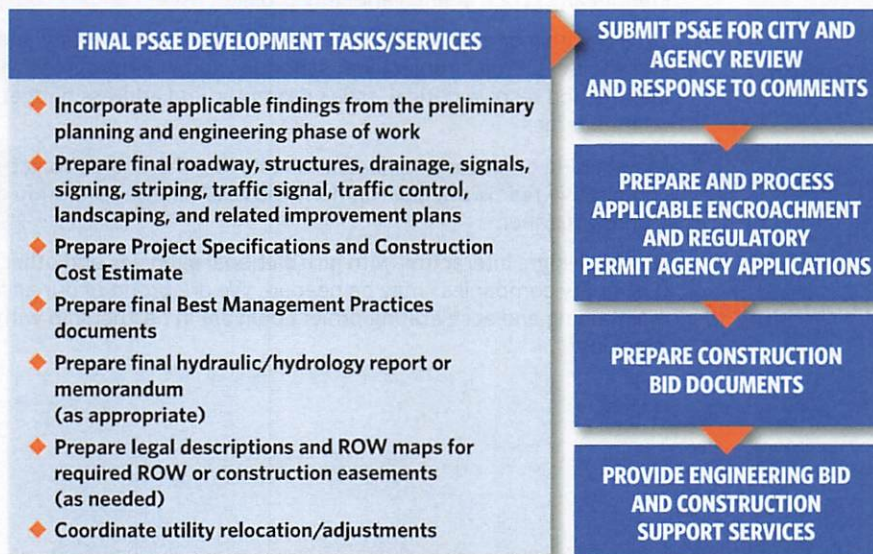 FINAL PS&E DEVELOPMENT TASKS/SERVICES
Incorporate applicable findings from the preliminary
planning and engineering phase of work
Prepare final roadway, structures, drainage, signals,
signing, striping, traffic signal, traffic control,
landscaping, and related improvement plans
Prepare Project Specifications and Construction
Cost Estimate
Prepare final Best Management Practices
documents
Prepare final hydraulic/hydrology report or
memorandum
(as appropriate)
Prepare legal descriptions and ROW maps for
required ROW or construction easements
(as needed)
Coordinate utility relocation/adjustments
SUBMIT PS&E FOR CITY AND
AGENCY REVIEW
AND RESPONSE TO COMMENTS
PREPARE AND PROCESS
APPLICABLE ENCROACHMENT
AND REGULATORY
PERMIT AGENCY APPLICATIONS
PREPARE CONSTRUCTION
BID DOCUMENTS
PROVIDE ENGINEERING BID
AND CONSTRUCTION
SUPPORT SERVICES